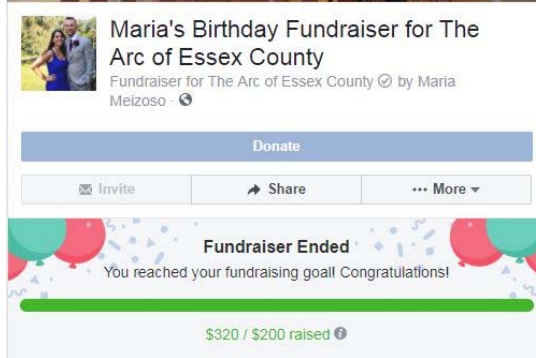 Maria's Birthday Fundraiser for The
Arc of Essex County
Fundraiser for The Arc of Essex County by Maria
Meizoso ·
Donate
Invite
Share
••• More
Fundraiser Ended
You reached your fundraising goal! Congratulations!
$320 / $200 raised